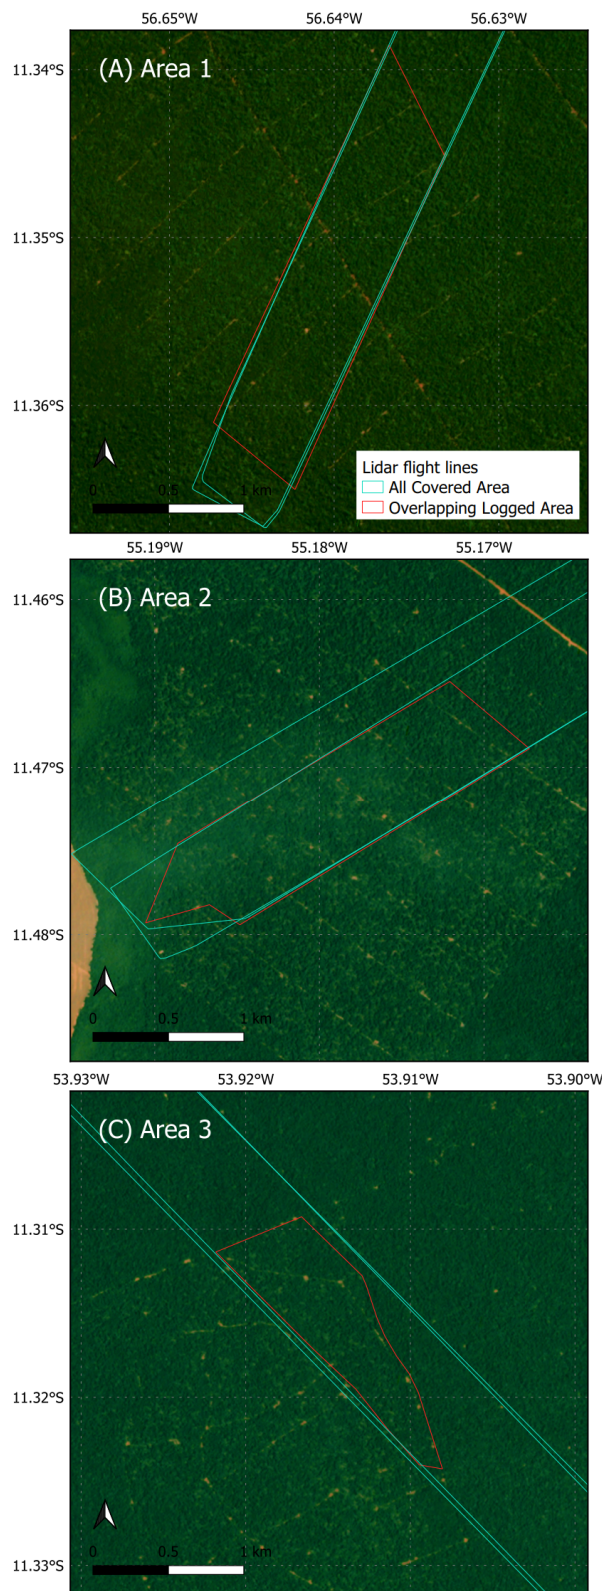 56.65°W 56.64°W 56.63°W
11.34°S
(A) Area 1
11.35°S
11.36°S
0 0.5 1 km
Lidar flight lines
All Covered Area
Overlapping Logged Area
55.19°W 55.18°W 55.17°W
11.46°S
(B) Area 2
11.47°S
11.48°S
0 0.5 1 km
53.93°W 53.92°W 53.91°W 53.90°W
(C) Area 3
11.31°S
11.32°S
11.33°S
0 0.5 1 km